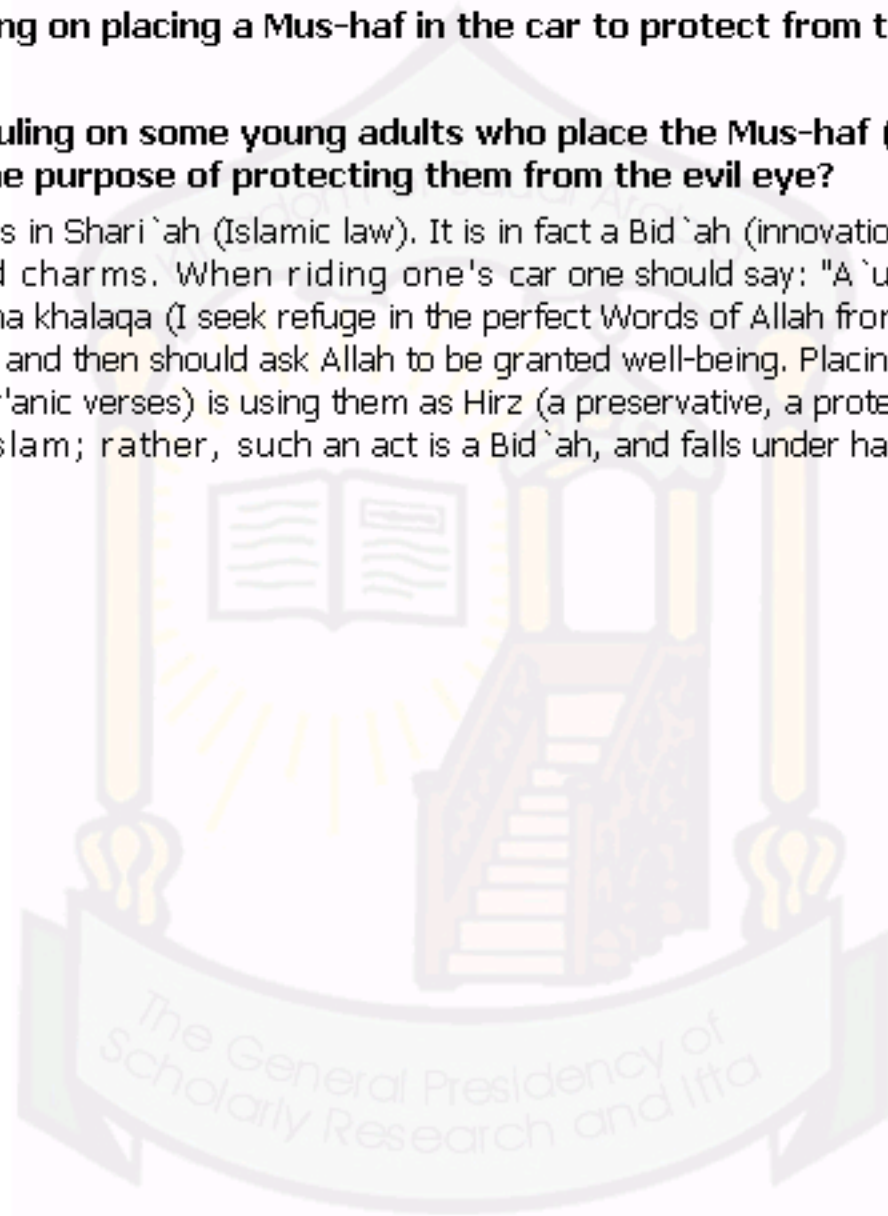 ng on placing a Mus-haf in the car to protect from t
uling on some young adults who place the Mus-haf (
e purpose of protecting them from the evil eye?
s in Shari`ah (Islamic law). It is in fact a Bid`ah (innovatio
d charms. When riding one's car one should say: "A`u
na khalaqa (I seek refuge in the perfect Words of Allah fron
and then should ask Allah to be granted well-being. Placin
r'anic verses) is using them as Hirz (a preservative, a prote
slam; rather, such an act is a Bid`ah, and falls under ha
Kingdom of Saudi Arabia
The General Presidency of
Scholarly Research and Ifta